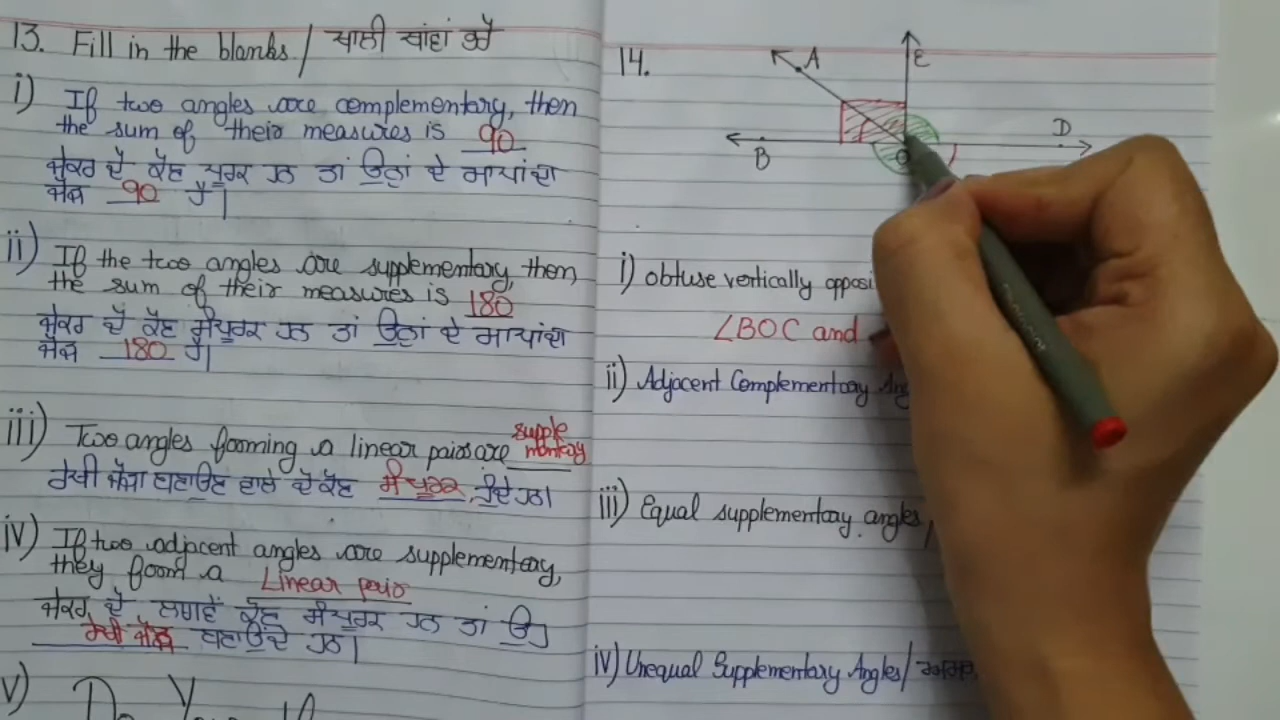 13. Fill in the blanks / ਖਾਲੀ ਥਾਂਵਾਂ ਭਰੋ
i) If two angles are complementary, then
the sum of their measures is 90
ਜੇਕਰ ਦੋ ਕੋਣ ਪੂਰਕ ਹਨ ਤਾਂ ਉਨ੍ਹਾਂ ਦੇ ਮਾਪਾਂ ਦਾ
ਜੋੜ 90 ਹੈ।
ii) If the two angles are supplementary, then
the sum of their measures is 180
ਜੇਕਰ ਦੋ ਕੋਣ ਸੰਪੂਰਕ ਹਨ ਤਾਂ ਉਨ੍ਹਾਂ ਦੇ ਮਾਪਾਂ ਦਾ
ਜੋੜ 180 ਹੈ।
iii) Two angles forming a linear pair are supple
mentary
ਰੇਖੀ ਜੋੜਾ ਬਣਾਉਣ ਵਾਲੇ ਦੋ ਕੋਣ ਸੰਪੂਰਕ ਹੁੰਦੇ ਹਨ।
iv) If two adjacent angles are supplementary,
they form a Linear pair
ਜੇਕਰ ਦੋ ਲਾਗਵੇਂ ਕੋਣ ਸੰਪੂਰਕ ਹਨ ਤਾਂ ਉਹ
ਰੇਖੀ ਜੋੜਾ ਬਣਾਉਂਦੇ ਹਨ।
v)
14.
A
E
B
O
D
i) Obtuse vertically
∠BOC and
ii) Adjacent Complementary
iii) Equal supplementary angles/
iv) Unequal Supplementary Angles/